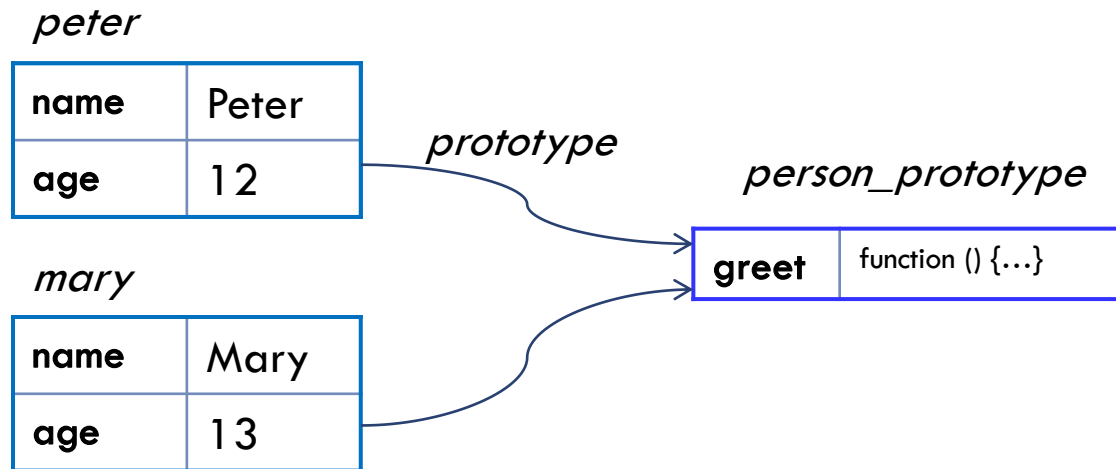 peter
name Peter
age 12
prototype
person_prototype
greet function () {...}
mary
name Mary
age 13